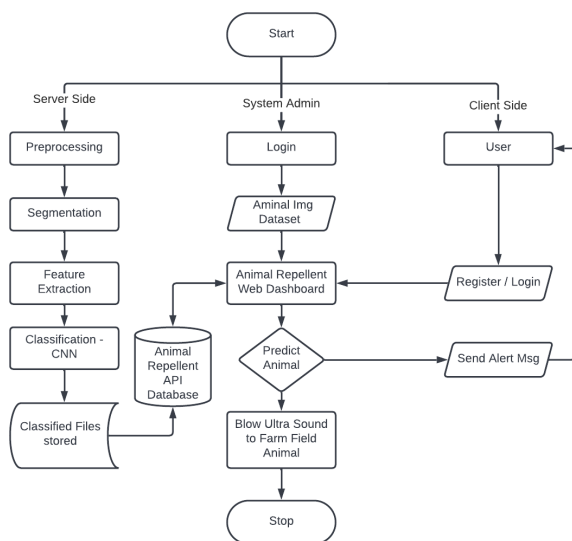 Start
Server Side
System Admin
Client Side
Preprocessing
Login
User
Segmentation
Aminal Img
Dataset
Feature
Extraction
Animal Repellent
Web Dashboard
Register / Login
Classification -
CNN
Animal
Repellent
API
Database
Predict
Animal
Send Alert Msg
Classified Files
stored
Blow Ultra Sound
to Farm Field
Animal
Stop